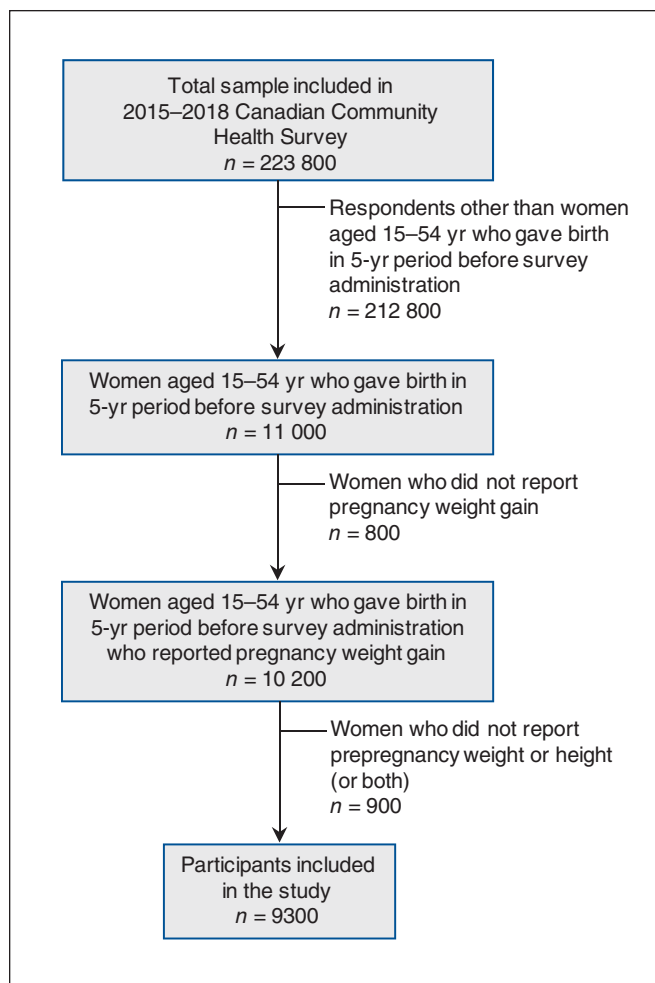 Total sample included in
2015–2018 Canadian Community
Health Survey
n = 223 800
Respondents other than women
aged 15–54 yr who gave birth
in 5-yr period before survey
administration
n = 212 800
Women aged 15–54 yr who gave birth in
5-yr period before survey administration
n = 11 000
Women who did not report
pregnancy weight gain
n = 800
Women aged 15–54 yr who gave birth in
5-yr period before survey administration
who reported pregnancy weight gain
n = 10 200
Women who did not report
prepregnancy weight or height
(or both)
n = 900
Participants included
in the study
n = 9300